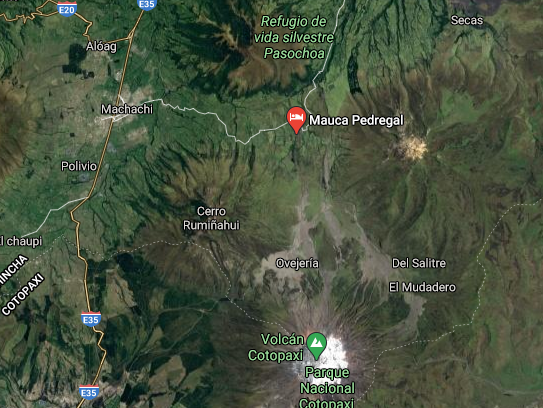 E20
E35
Secas
Refugio de
vida silvestre
Pasochoa
Alóag
Machachi
Mauca Pedregal
Polivio
Cerro
Rumiñahui
l chaupi
Ovejería
Del Salitre
El Mudadero
INCHA
COTOPAXI
E35
Volcán
Cotopaxi
Parque
Nacional
Cotopaxi
E35